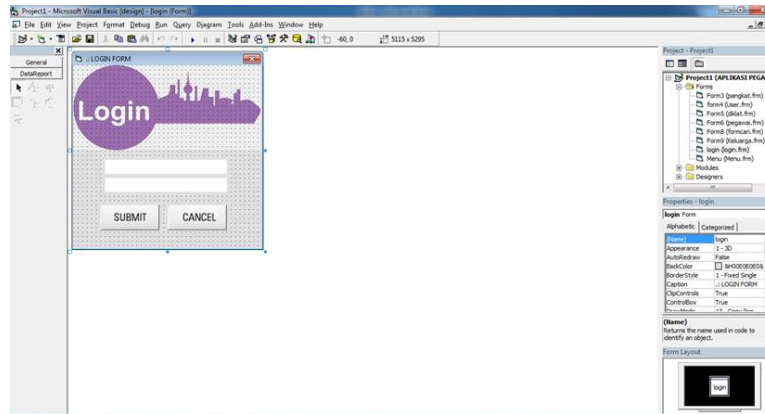 Project1 - Microsoft Visual Basic [design] - [login (Form)]
File Edit View Project Format Debug Run Query Diagram Tools Add-Ins Window Help
-60, 0 5115 x 5295
General
DataReport
.: LOGIN FORM
Login
SUBMIT CANCEL
Project - Project1
Project1 (APLIKASI PEGA
Forms
Form3 (pangkat.frm)
form4 (User.frm)
Form5 (diklat.frm)
Form6 (pegawai.frm)
Form8 (formcari.frm)
Form9 (Keluarga.frm)
login (login.frm)
Menu (Menu.frm)
Modules
Designers
Properties - login
login Form
Alphabetic Categorized
(Name) login
Appearance 1 - 3D
AutoRedraw False
BackColor &H00E0E0E0&
BorderStyle 1 - Fixed Single
Caption .: LOGIN FORM
ClipControls True
ControlBox True
(Name)
Returns the name used in code to
identify an object.
Form Layout
login